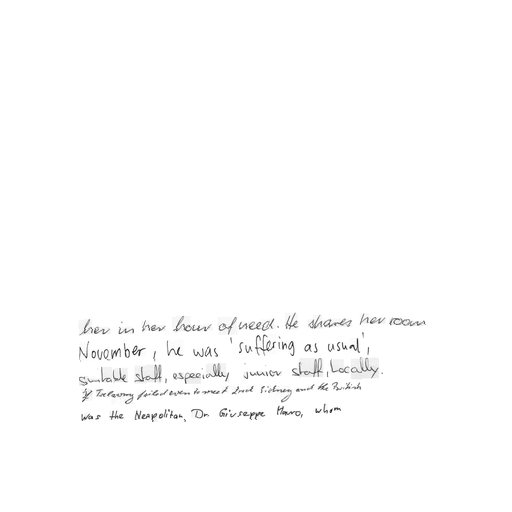 her in her hour of need. He shares her room
November, he was 'suffering as usual',
suitable staff, especially junior staff, locally.
If Trelawny failed even to meet Lord Sidney and the British
was the Neapolitan, Dr Giuseppe Mauro, whom